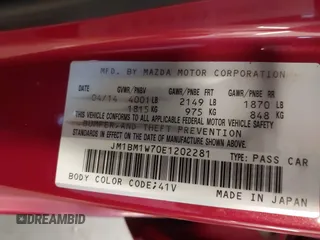 MFD. BY MAZDA MOTOR CORPORATION
GVWR/PNBV GAWR/PNBE FRT GAWR/PNBE RR
04/14 4001 LB 2149 LB 1870 LB
1815 KG 975 KG 848 KG
THIS VEHICLE CONFORMS TO ALL APPLICABLE
FEDERAL MOTOR VEHICLE SAFETY,
BUMPER,AND THEFT PREVENTION
STANDARDS IN EFFECT ON THE
DATE OF MANUFACTURE SHOWN ABOVE.
JM1BM1W70E1202281 TYPE: PASS CAR
BODY COLOR CODE:41V MADE IN JAPAN
DREAMBID